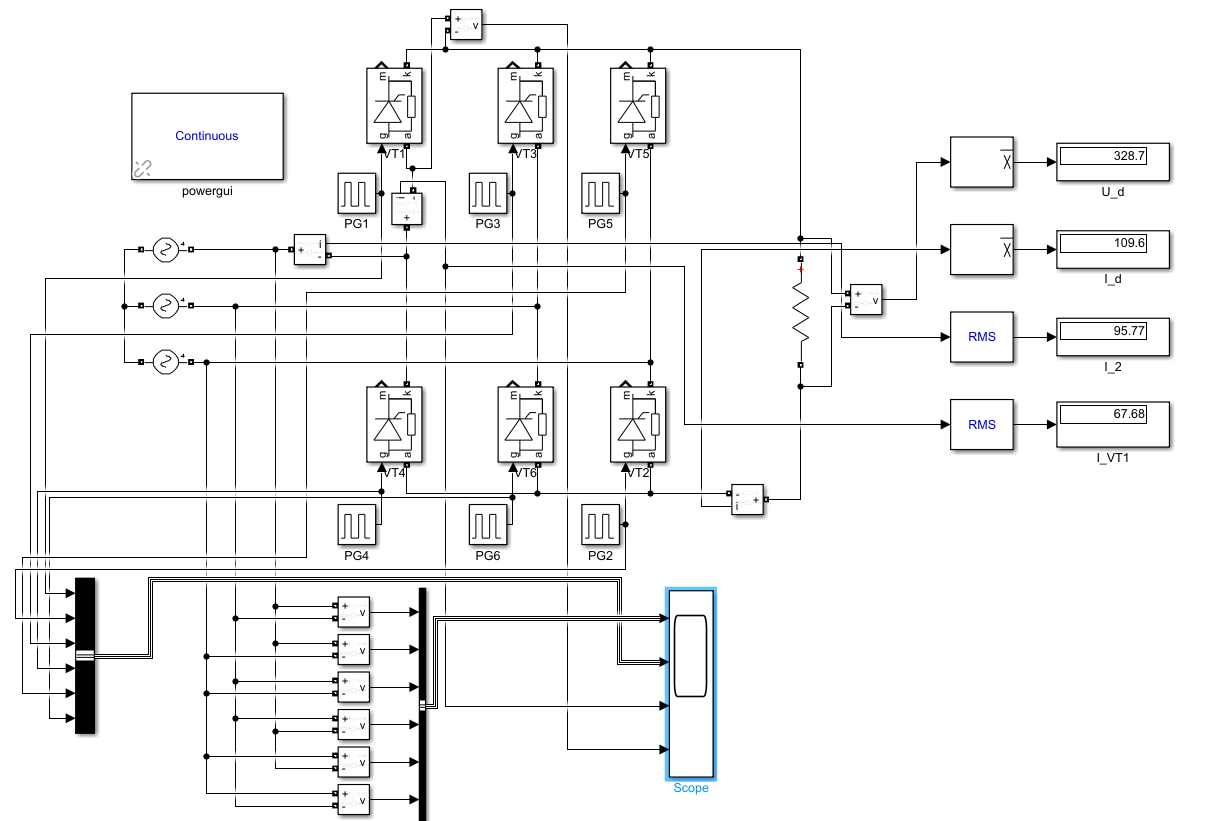 +
-
v
m
k
g
a
VT1
m
k
g
a
VT3
m
k
g
a
VT5
Continuous
powergui
PG1
PG3
PG5
-
i
+
X
328.7
U_d
X
109.6
I_d
RMS
95.77
I_2
RMS
67.68
I_VT1
+
+
+
+
i
-
+
+
-
v
m
k
g
a
VT4
m
k
g
a
VT6
m
k
g
a
VT2
-
i
+
PG4
PG6
PG2
+
-
v
+
-
v
+
-
v
+
-
v
+
-
v
+
-
v
Scope